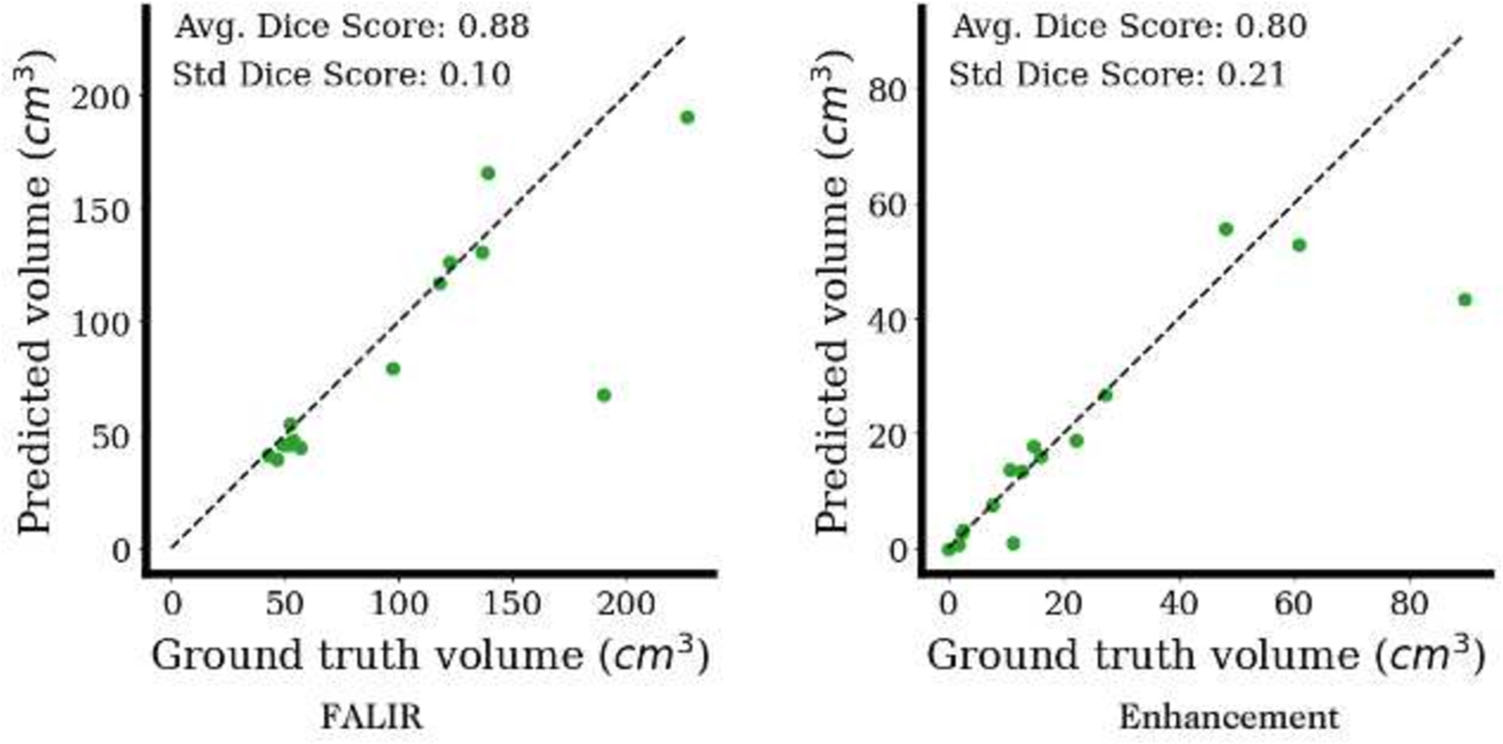 Avg. Dice Score: 0.88
Std Dice Score: 0.10
Predicted volume (cm³)
200
150
100
50
0
0 50 100 150 200
Ground truth volume (cm³)
FALIR
Avg. Dice Score: 0.80
Std Dice Score: 0.21
Predicted volume (cm³)
80
60
40
20
0
0 20 40 60 80
Ground truth volume (cm³)
Enhancement